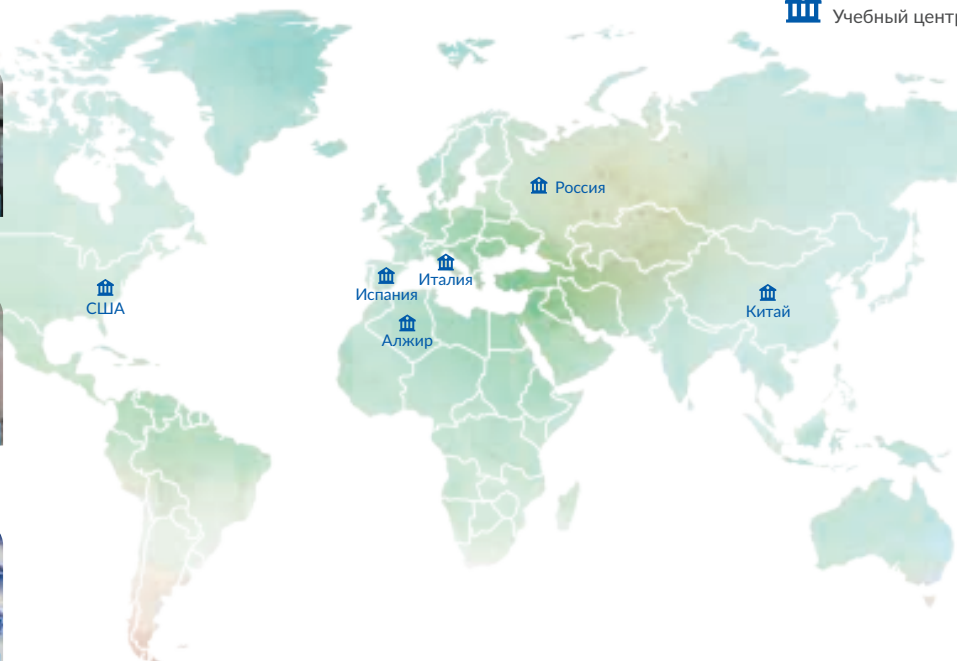 Учебный центр
Россия
Италия
Испания
США
Китай
Алжир